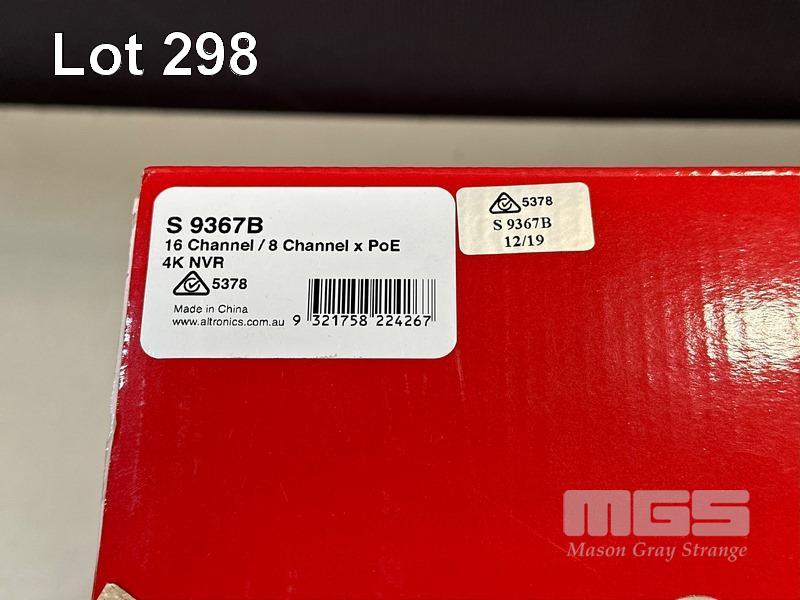 Lot 298
S 9367B
16 Channel / 8 Channel x PoE
4K NVR
5378
Made in China
www.altronics.com.au
9 321758 224267
5378
S 9367B
12/19
MGS
Mason Gray Strange